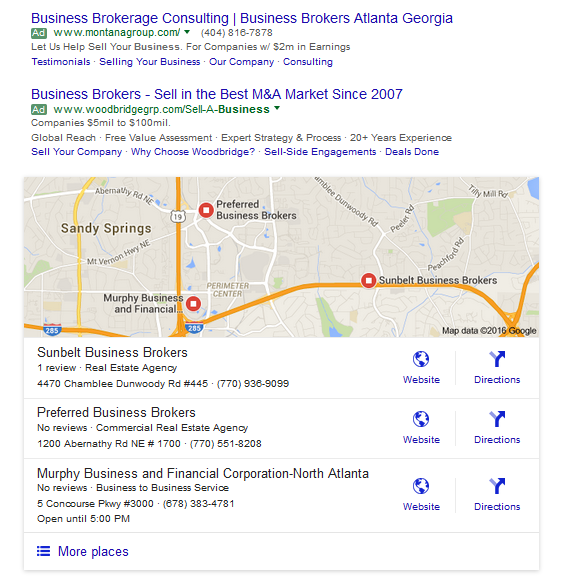 Business Brokerage Consulting | Business Brokers Atlanta Georgia
Ad www.montanagroup.com/ (404) 816-7878
Let Us Help Sell Your Business. For Companies w/ $2m in Earnings
Testimonials · Selling Your Business · Our Company · Consulting
Business Brokers - Sell in the Best M&A Market Since 2007
Ad www.woodbridgegrp.com/Sell-A-Business
Companies $5mil to $100mil.
Global Reach · Free Value Assessment · Expert Strategy & Process · 20+ Years Experience
Sell Your Company · Why Choose Woodbridge? · Sell-Side Engagements · Deals Done
Abernathy Rd NE
amblee Dunwoody Rd
Tilly Mill Rd
Preferred
Business Brokers
19
Peeler Rd
Sandy Springs
Peachford Rd
Mt Vernon Hwy NE
Sunbelt Business Brokers
PERIMETER
CENTER
Murphy Business
and Financial...
285
285
Map data ©2016 Google
Sunbelt Business Brokers
1 review · Real Estate Agency
4470 Chamblee Dunwoody Rd #445 · (770) 936-9099
Website
Directions
Preferred Business Brokers
No reviews · Commercial Real Estate Agency
1200 Abernathy Rd NE # 1700 · (770) 551-8208
Website
Directions
Murphy Business and Financial Corporation-North Atlanta
No reviews · Business to Business Service
5 Concourse Pkwy #3000 · (678) 383-4781
Open until 5:00 PM
Website
Directions
More places